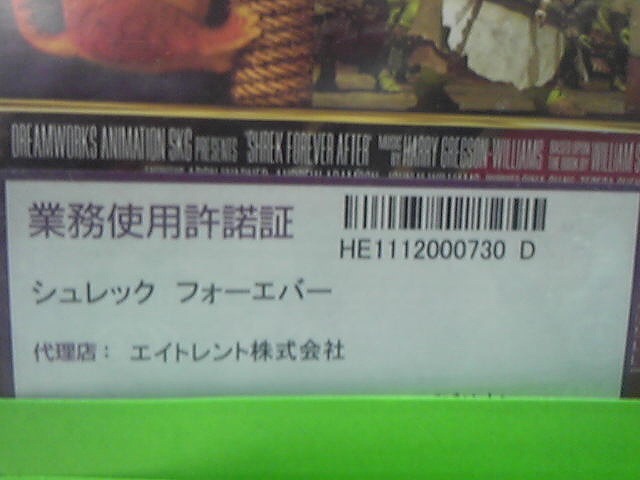 DREAMWORKS ANIMATION SKG PRESENTS "SHREK FOREVER AFTER" MUSIC BY HARRY GREGSON-WILLIAMS WILLIAM
業務使用許諾証
HE1112000730 D
シュレック フォーエバー
代理店： エイトレント株式会社